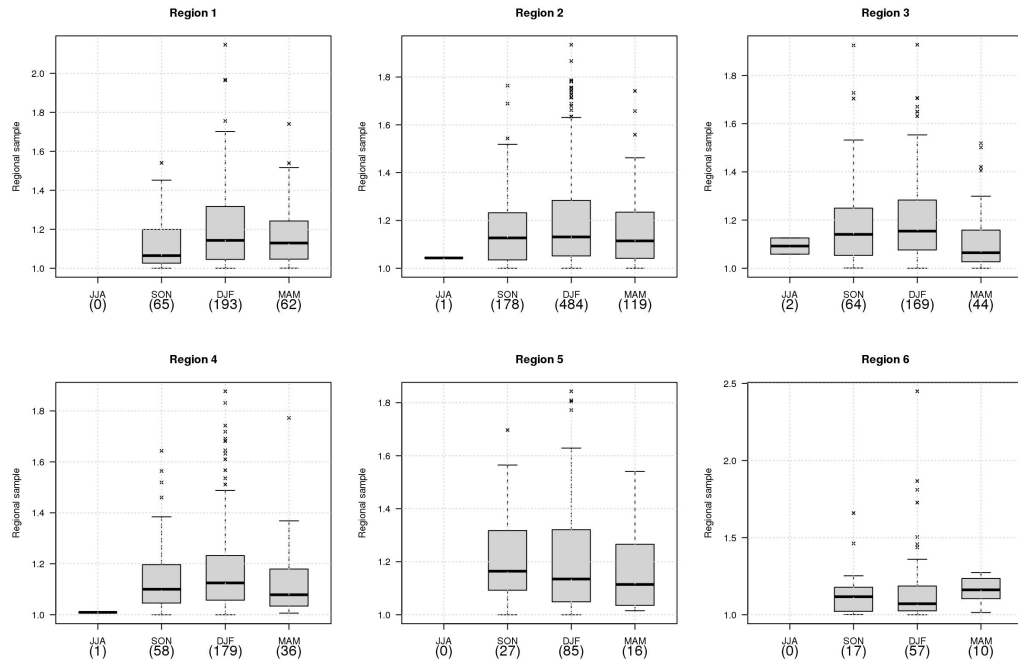 Region 1
Region 2
Region 3
Regional sample
2.0
1.8
1.6
1.4
1.2
1.0
JJA
SON
DJF
MAM
(0)
(65)
(193)
(62)
Regional sample
1.8
1.6
1.4
1.2
1.0
JJA
SON
DJF
MAM
(1)
(178)
(484)
(119)
Regional sample
1.8
1.6
1.4
1.2
1.0
JJA
SON
DJF
MAM
(2)
(64)
(169)
(44)
Region 4
Region 5
Region 6
Regional sample
1.8
1.6
1.4
1.2
1.0
JJA
SON
DJF
MAM
(1)
(58)
(179)
(36)
Regional sample
1.8
1.6
1.4
1.2
1.0
JJA
SON
DJF
MAM
(0)
(27)
(85)
(16)
Regional sample
2.5
2.0
1.5
1.0
JJA
SON
DJF
MAM
(0)
(17)
(57)
(10)